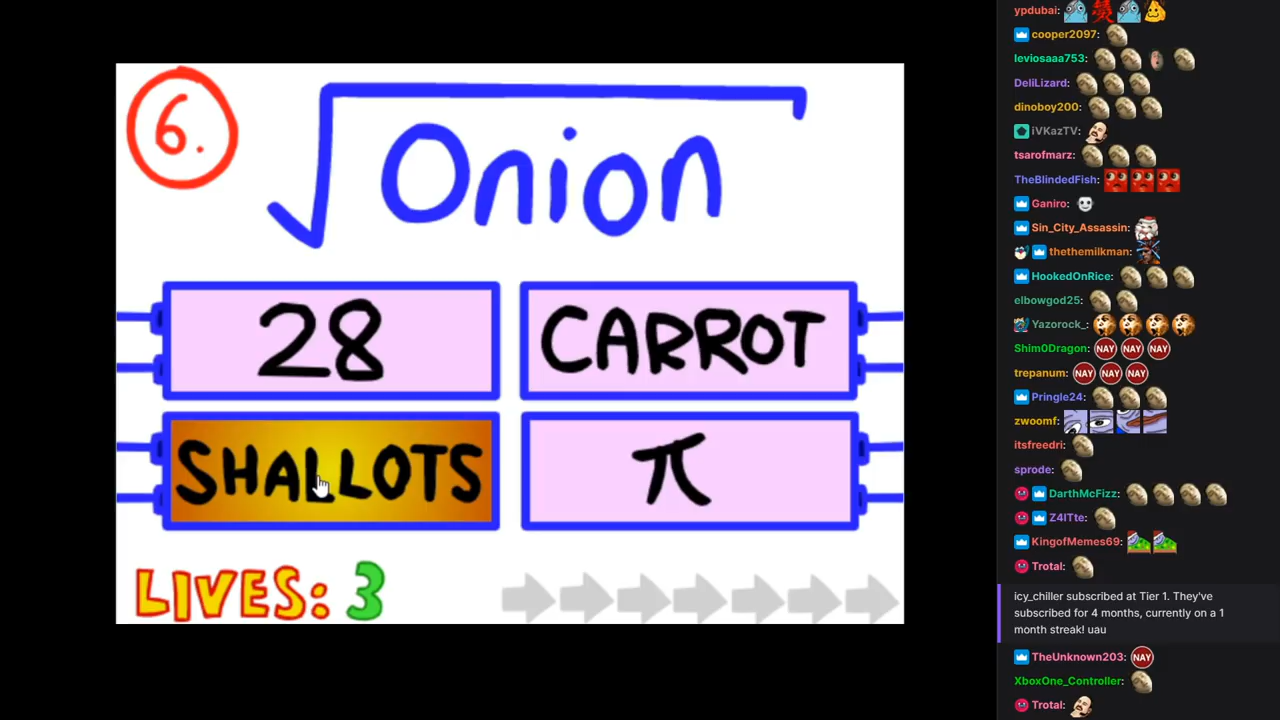 6.
√Onion
28
CARROT
SHALLOTS
π
LIVES: 3
ypdubai:
cooper2097:
leviosaaa753:
DeliLizard:
dinoboy200:
iVKazTV:
tsarofmarz:
TheBlindedFish:
Ganiro:
Sin_City_Assassin:
thethemilkman:
HookedOnRice:
elbowgod25:
Yazorock_:
Shim0Dragon: NAY NAY NAY
trepanum: NAY NAY NAY
Pringle24:
zwoomf:
itsfreedri:
sprode:
DarthMcFizz:
Z4lTte:
KingofMemes69:
Trotal:
icy_chiller subscribed at Tier 1. They've
subscribed for 4 months, currently on a 1
month streak! uau
TheUnknown203: NAY
XboxOne_Controller:
Trotal: